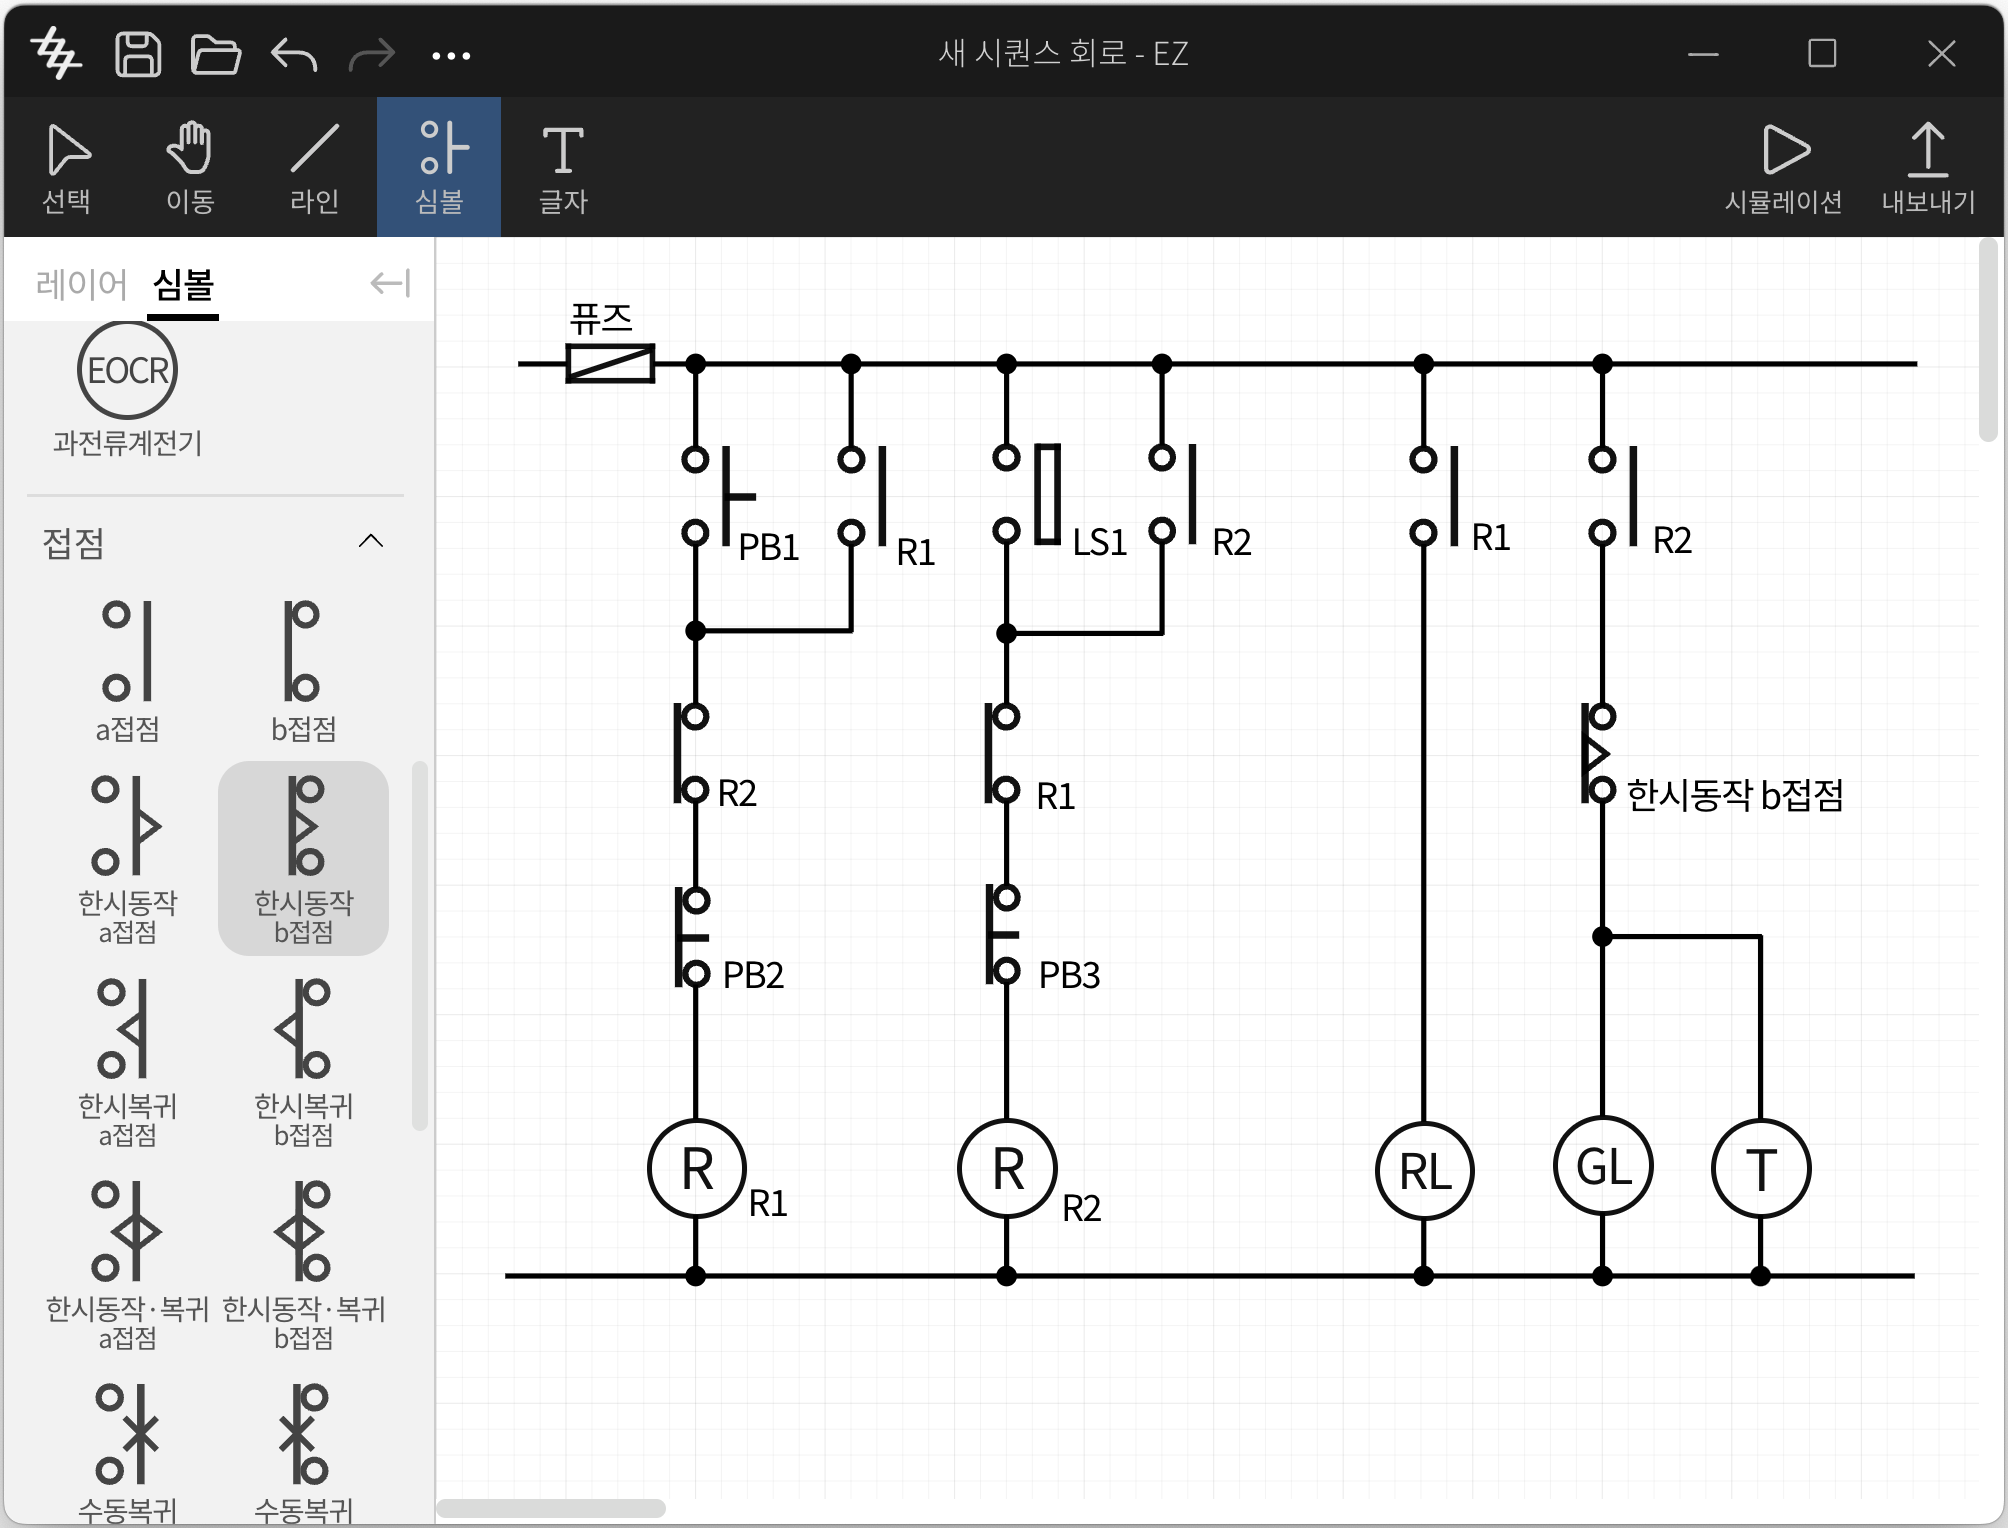 새 시퀀스 회로 - EZ
선택
이동
라인
심볼
글자
시뮬레이션
내보내기
레이어
심볼
EOCR
과전류계전기
접점
a접점
b접점
한시동작
a접점
한시동작
b접점
한시복귀
a접점
한시복귀
b접점
한시동작·복귀
a접점
한시동작·복귀
b접점
수동복귀
수동복귀
퓨즈
PB1
R1
LS1
R2
R1
R2
R2
R1
한시동작 b접점
PB2
PB3
R
R1
R
R2
RL
GL
T